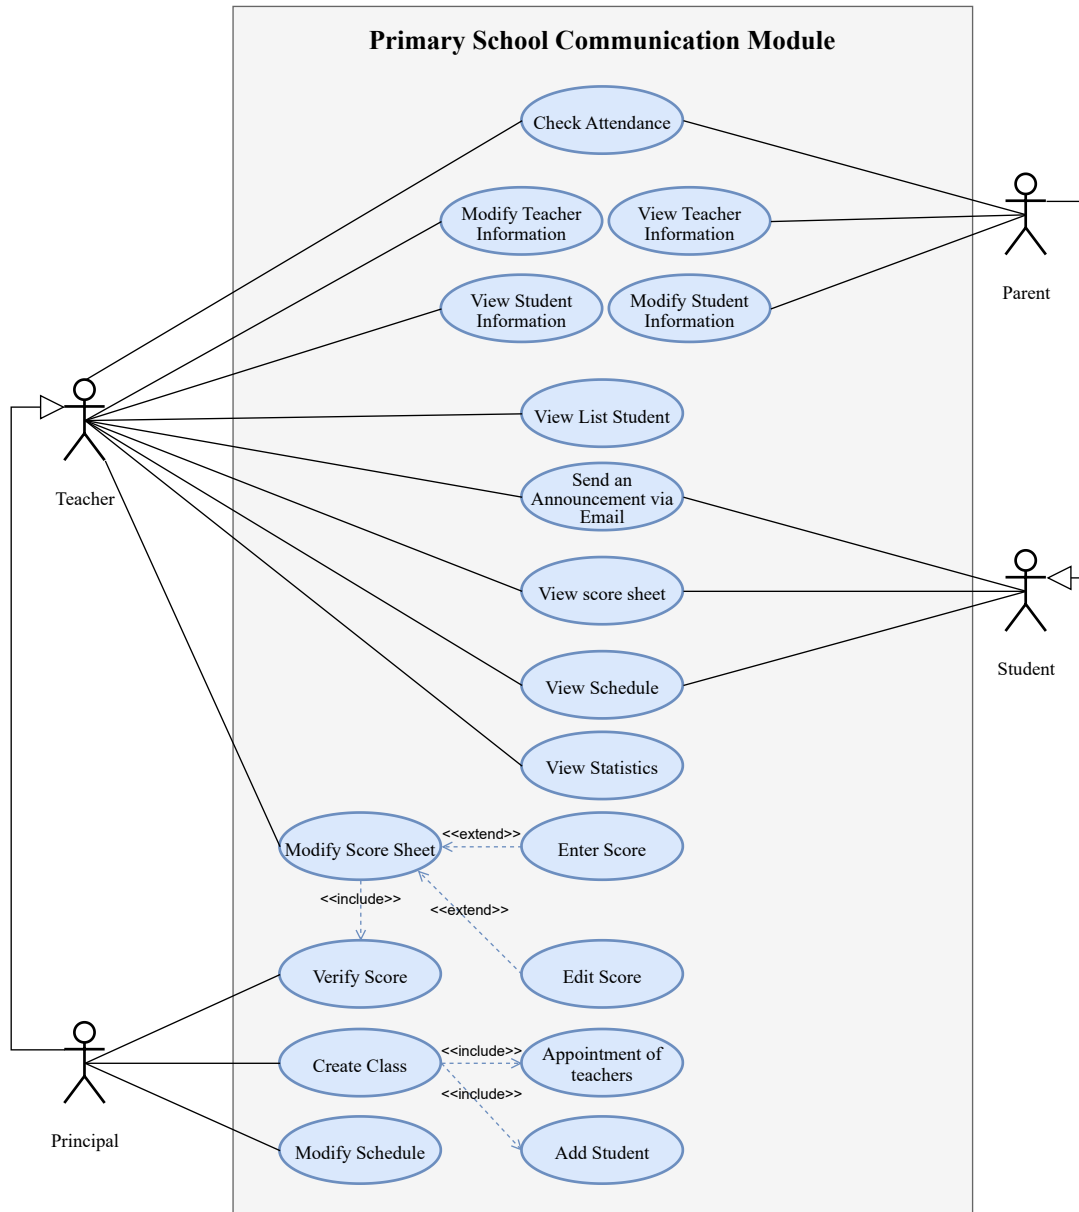 Primary School Communication Module
Check Attendance
Modify Teacher
Information
View Teacher
Information
Parent
View Student
Information
Modify Student
Information
Teacher
View List Student
Send an
Announcement via
Email
View score sheet
Student
View Schedule
View Statistics
Modify Score Sheet
<<extend>>
Enter Score
<<include>>
<<extend>>
Verify Score
Edit Score
Principal
Create Class
<<include>>
Appointment of
teachers
<<include>>
Modify Schedule
Add Student